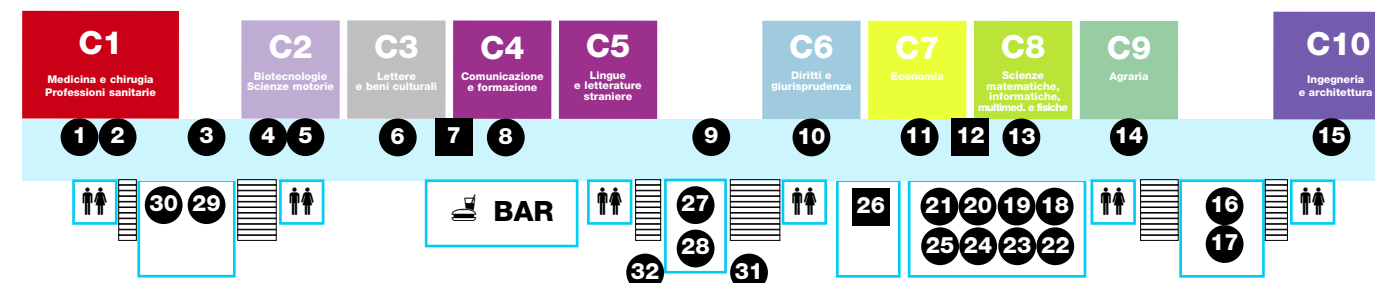 C1
Medicina e chirugia
Professioni sanitarie
C2
Biotecnologie
Scienze motorie
C3
Lettere
e beni culturali
C4
Comunicazione
e formazione
C5
Lingue
e letterature
straniere
C6
Diritti e
giurisprudenza
C7
Economia
C8
Scienze
matematiche,
informatiche,
multimed. e fisiche
C9
Agraria
C10
Ingegneria
e architettura
1 2 3 4 5 6 7 8 9 10 11 12 13 14 15
30 29 BAR 27 26 21 20 19 18 16
28 25 24 23 22 17
32 31